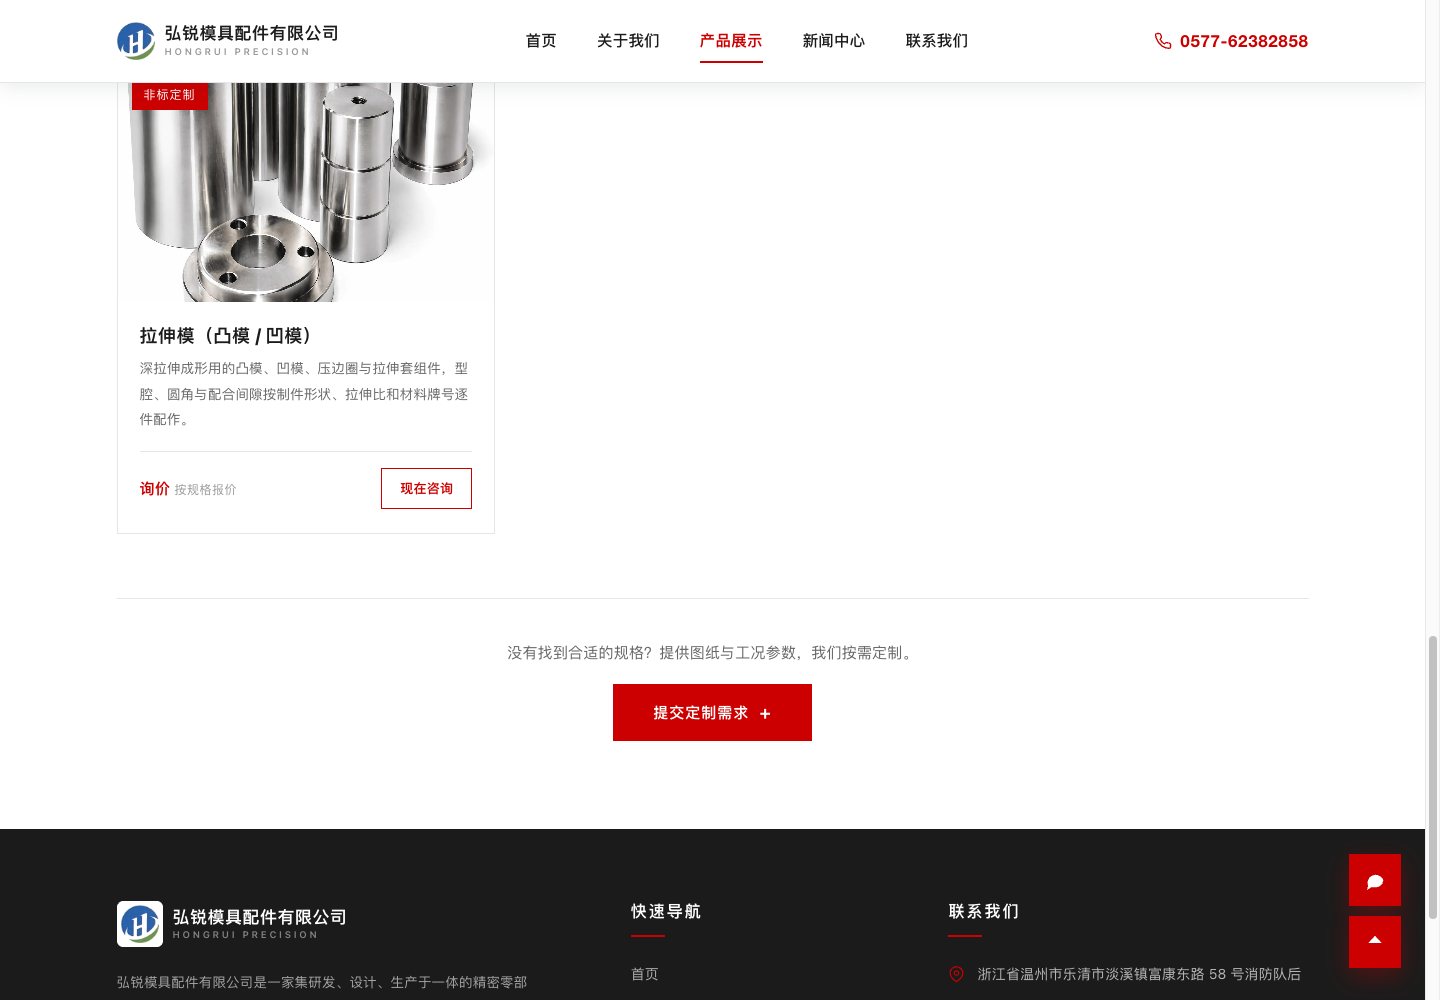 弘锐模具配件有限公司
HONGRUI PRECISION
首页
关于我们
产品展示
新闻中心
联系我们
0577-62382858
非标定制
拉伸模（凸模 / 凹模）
深拉伸成形用的凸模、凹模、压边圈与拉伸套组件，型
腔、圆角与配合间隙按制件形状、拉伸比和材料牌号逐
件配作。
询价 按规格报价
现在咨询
没有找到合适的规格？提供图纸与工况参数，我们按需定制。
提交定制需求 +
弘锐模具配件有限公司
HONGRUI PRECISION
弘锐模具配件有限公司是一家集研发、设计、生产于一体的精密零部
快速导航
首页
联系我们
浙江省温州市乐清市淡溪镇富康东路 58 号消防队后